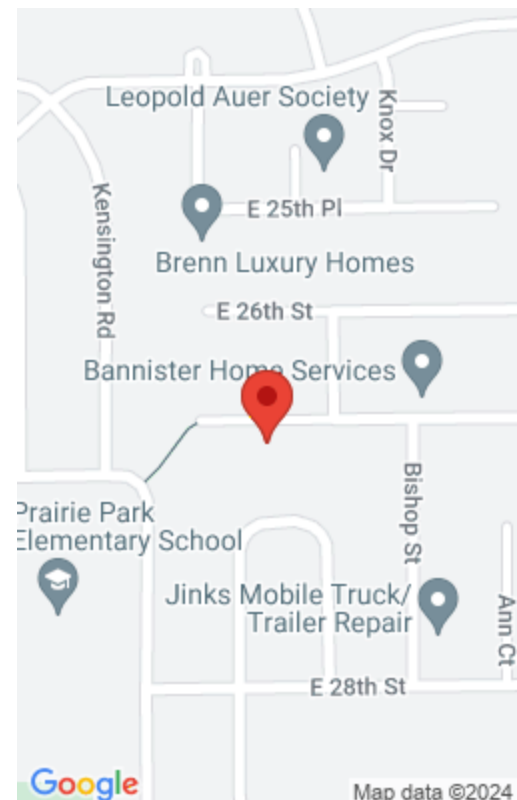 Leopold Auer Society
Knox Dr
Kensington Rd
E 25th Pl
Brenn Luxury Homes
E 26th St
Bannister Home Services
Bishop St
Prairie Park
Elementary School
Jinks Mobile Truck/
Trailer Repair
Ann Ct
E 28th St
Google
Map data ©2024